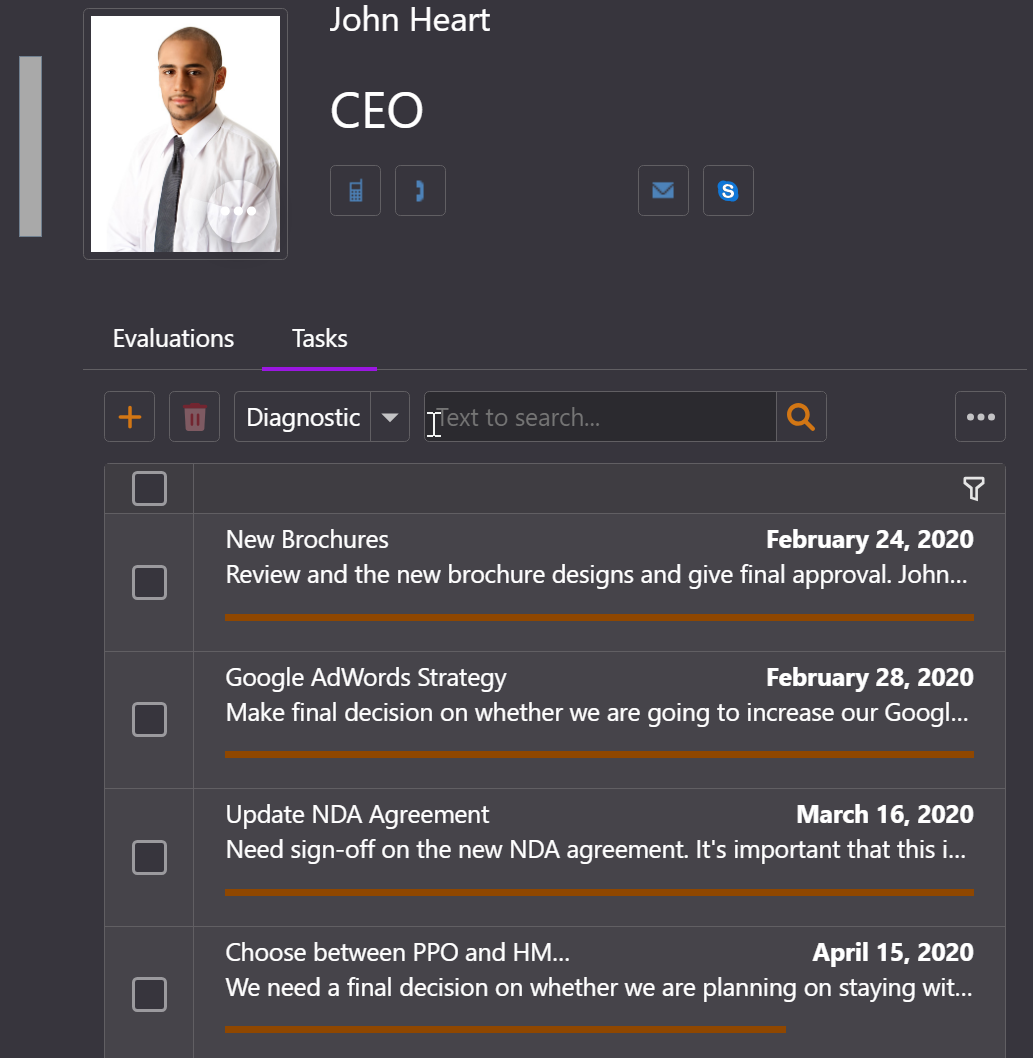 John Heart
CEO
S
Evaluations
Tasks
Diagnostic
Text to search...
New Brochures
February 24, 2020
Review and the new brochure designs and give final approval. John...
Google AdWords Strategy
February 28, 2020
Make final decision on whether we are going to increase our Googl...
Update NDA Agreement
March 16, 2020
Need sign-off on the new NDA agreement. It's important that this i...
Choose between PPO and HM...
April 15, 2020
We need a final decision on whether we are planning on staying wit...